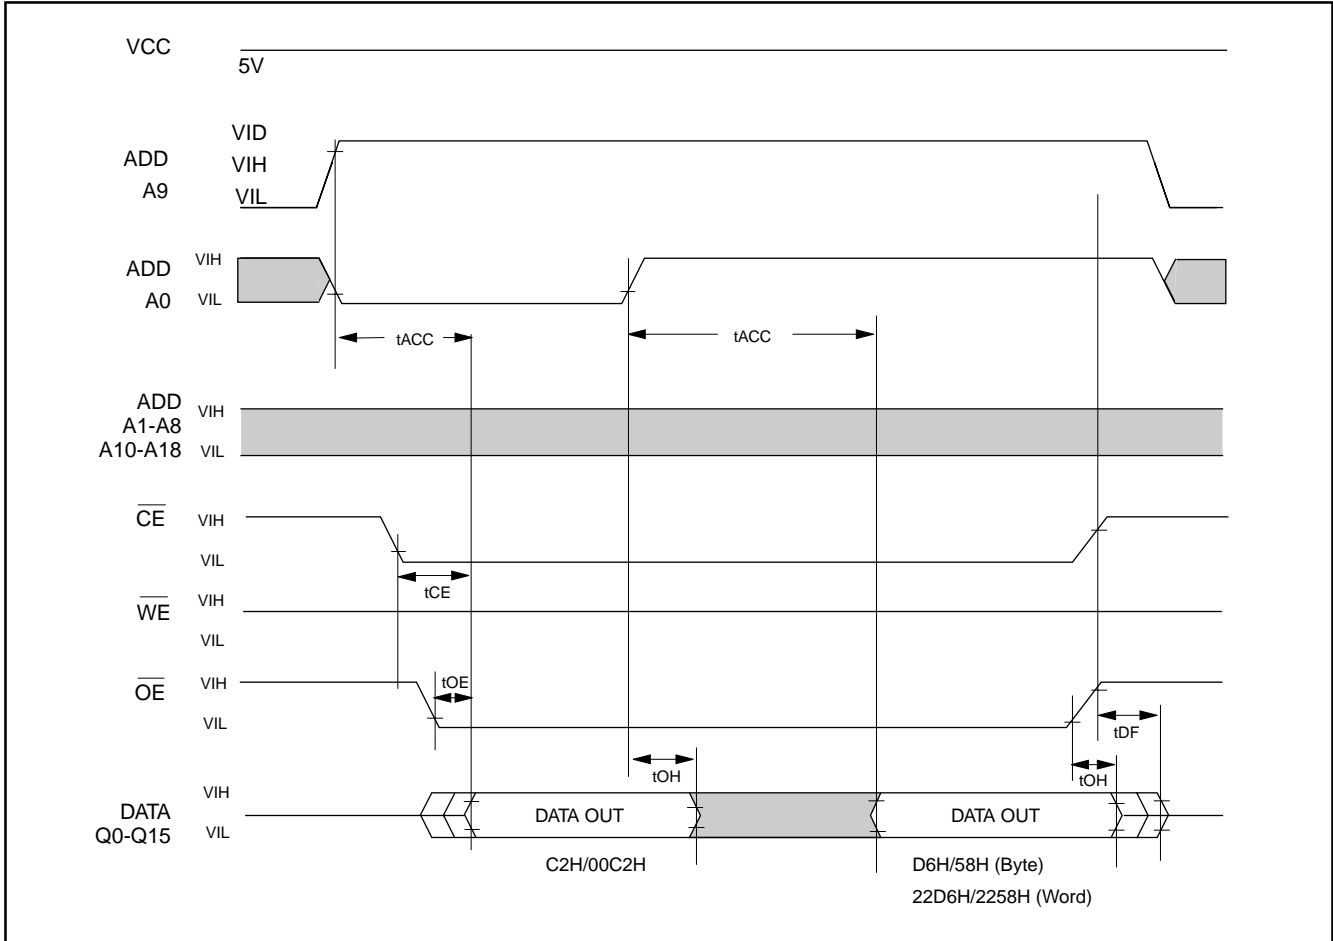 VCC
5V
VID
ADD
VIH
A9
VIL
ADD
VIH
A0
VIL
tACC
tACC
ADD
VIH
A1-A8
A10-A18
VIL
CE
VIH
VIL
tCE
WE
VIH
VIL
OE
VIH
tOE
VIL
tDF
tOH
tOH
DATA
VIH
DATA OUT
DATA OUT
Q0-Q15
VIL
C2H/00C2H
D6H/58H (Byte)
22D6H/2258H (Word)